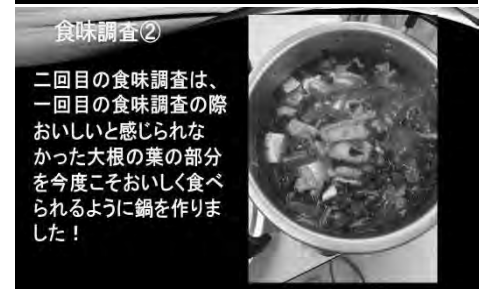 食味調査②
二回目の食味調査は、
一回目の食味調査の際
おいしいと感じられな
かった大根の葉の部分
を今度こそおいしく食べ
られるように鍋を作りま
した！